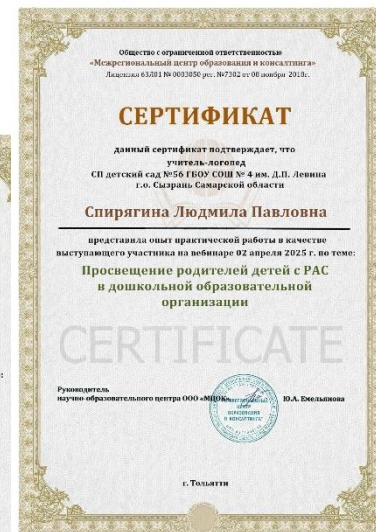 Общество с ограниченной ответственностью
«Межрегиональный центр образования и консалтинга»
Лицензия 63Л01 № 0003050 рег. №7302 от 08 ноября 2018г.
СЕРТИФИКАТ
данный сертификат подтверждает, что
учитель-логопед
СП детский сад №56 ГБОУ СОШ № 4 им. Д.П. Левина
г.о. Сызрань Самарской области
Спирягина Людмила Павловна
представила опыт практической работы в качестве
выступающего участника на вебинаре 02 апреля 2025 г. по теме:
Просвещение родителей детей с РАС
в дошкольной образовательной
организации
CERTIFICATE
Руководитель
научно-образовательного центра ООО «МЦОК» Ю.А. Емельянова
г. Тольятти